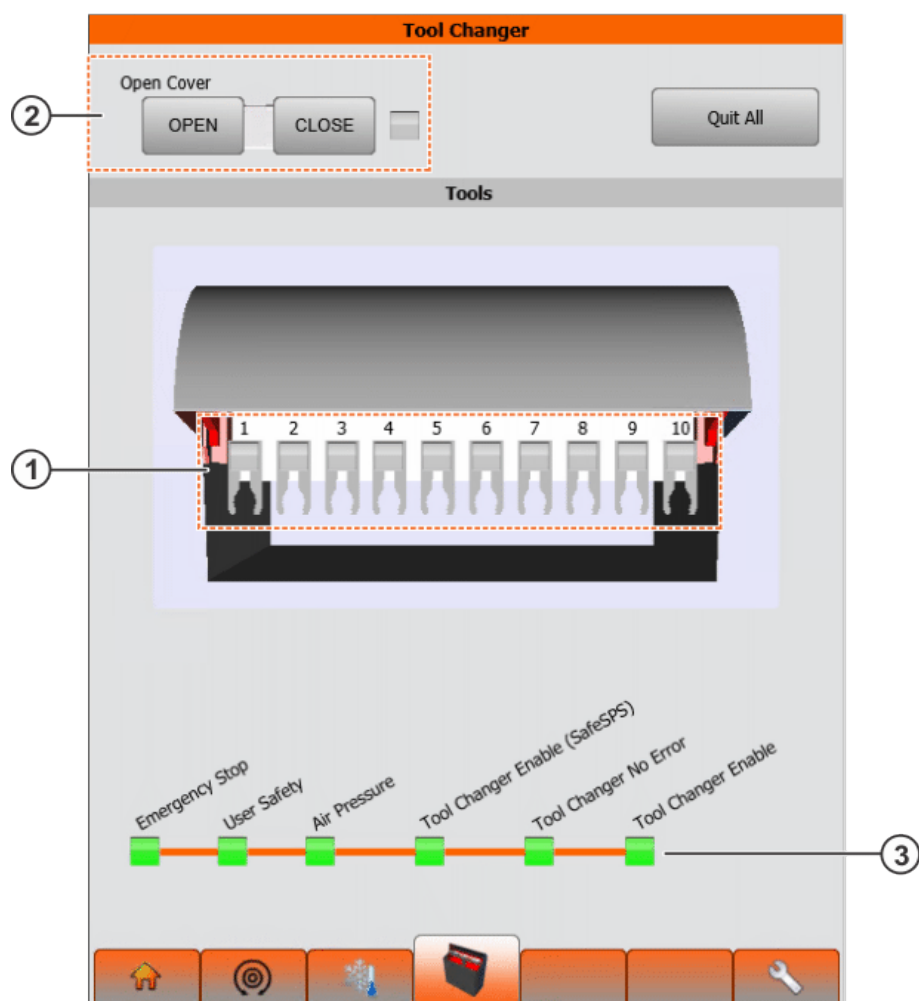 Tool Changer
Open Cover
OPEN CLOSE
Quit All
2
Tools
1 2 3 4 5 6 7 8 9 10
1
Emergency Stop
User Safety
Air Pressure
Tool Changer Enable (SafeSPS)
Tool Changer No Error
Tool Changer Enable
3